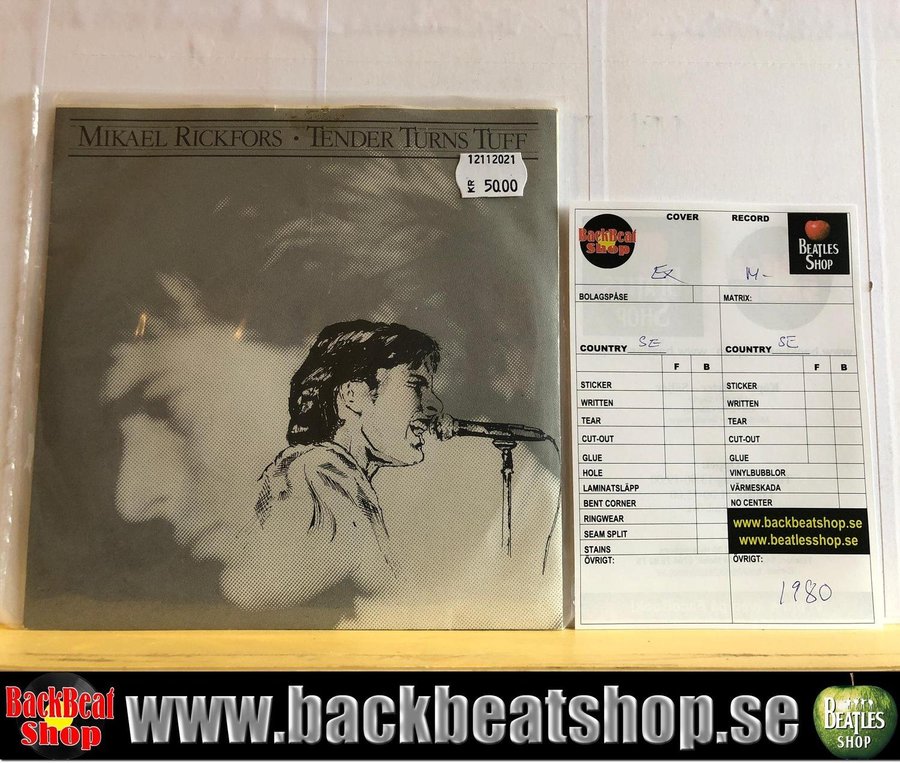 MIKAEL RICKFORS • TENDER TURNS TUFF
12112021
KR 50.00
COVER RECORD
BackBeat Shop
BEATLES SHOP
EX M-
BOLAGSPÅSE MATRIX:
COUNTRY SE COUNTRY SE
F B F B
STICKER STICKER
WRITTEN WRITTEN
TEAR TEAR
CUT-OUT CUT-OUT
GLUE GLUE
HOLE VINYLBUBBLOR
LAMINATSLÄPP VÄRMESKADA
BENT CORNER NO CENTER
RINGWEAR
SEAM SPLIT
STAINS
www.backbeatshop.se
www.beatlesshop.se
ÖVRIGT: ÖVRIGT:
1980
BackBeat Shop
www.backbeatshop.se
BEATLES SHOP